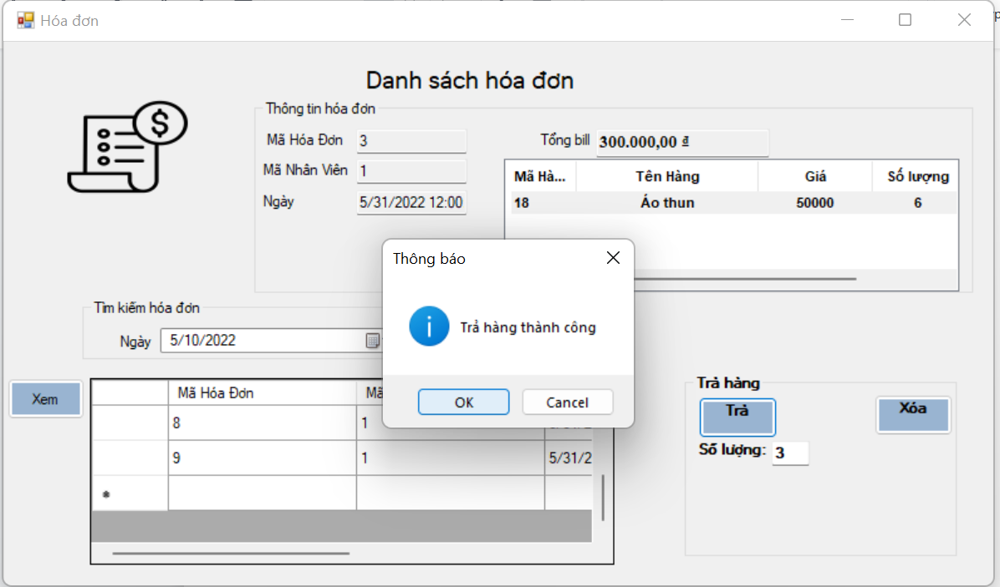 Hóa đơn
Danh sách hóa đơn
Thông tin hóa đơn
Mã Hóa Đơn 3
Tổng bill 300.000,00 ₫
Mã Nhân Viên 1
Ngày 5/31/2022 12:00
Mã Hà... Tên Hàng Giá Số lượng
18 Áo thun 50000 6
Thông báo
Trả hàng thành công
OK Cancel
Tìm kiếm hóa đơn
Ngày 5/10/2022
Xem
Mã Hóa Đơn Mã
8 1
9 1 5/31/2
Trả hàng
Trả
Xóa
Số lượng: 3